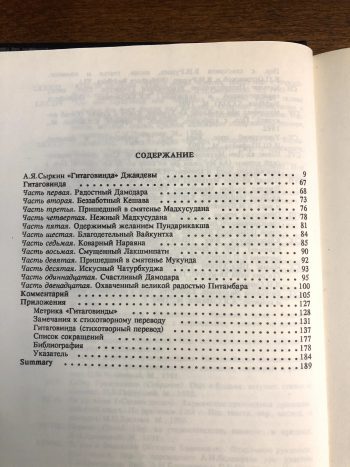 СОДЕРЖАНИЕ
А.Я.Сыркин «Гитаговинда» Джаядевы 9
Гитаговинда 67
Часть первая. Радостный Дамодара 68
Часть вторая. Беззаботный Кешава 73
Часть третья. Пришедший в смятенье Мадхусудана 76
Часть четвертая. Нежный Мадхусудана 78
Часть пятая. Одержимый желанием Пундарикакша 81
Часть шестая. Благодетельный Вайкунтха 84
Часть седьмая. Коварный Нараяна 85
Часть восьмая. Смущенный Лакшмипати 90
Часть девятая. Пришедший в смятенье Мукунда 92
Часть десятая. Искусный Чатурбхуджа 93
Часть одиннадцатая. Счастливый Дамодара 95
Часть двенадцатая. Охваченный великой радостью Питамбара 100
Комментарий 105
Приложения 127
Метрика «Гитаговинды» 128
Замечания к стихотворному переводу 131
Гитаговинда (стихотворный перевод) 137
Список сокращений 177
Библиография 178
Указатель 184
Summary 189